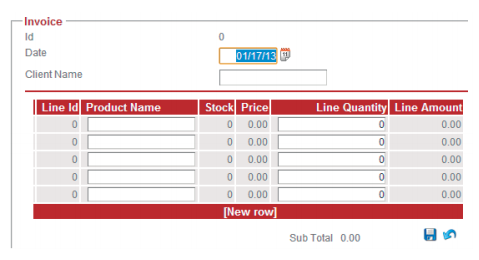 Invoice
Id 0
Date 01/17/13
Client Name
Line Id Product Name Stock Price Line Quantity Line Amount
0 0 0.00 0 0.00
0 0 0.00 0 0.00
0 0 0.00 0 0.00
0 0 0.00 0 0.00
0 0 0.00 0 0.00
[New row]
Sub Total 0.00